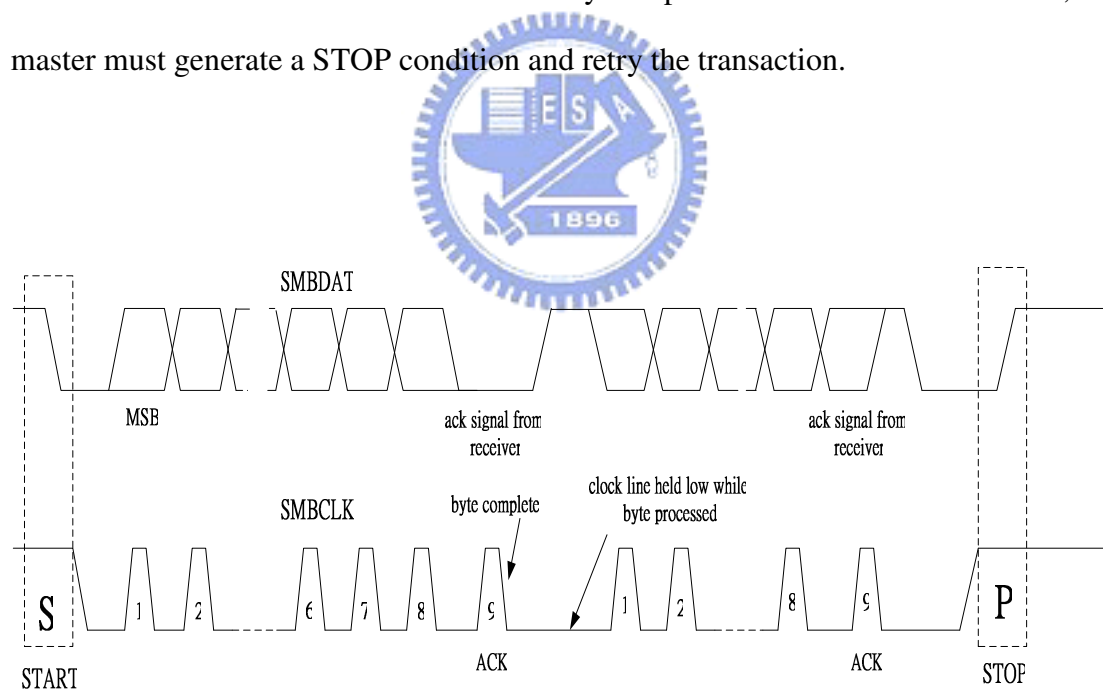 master must generate a STOP condition and retry the transaction.
E S A
1896
SMBDAT
MSB
ack signal from
receiver
ack signal from
receiver
SMBCLK
byte complete
clock line held low while
byte processed
S 1 2 6 7 8 9 1 2 8 9 P
START
ACK
ACK
STOP